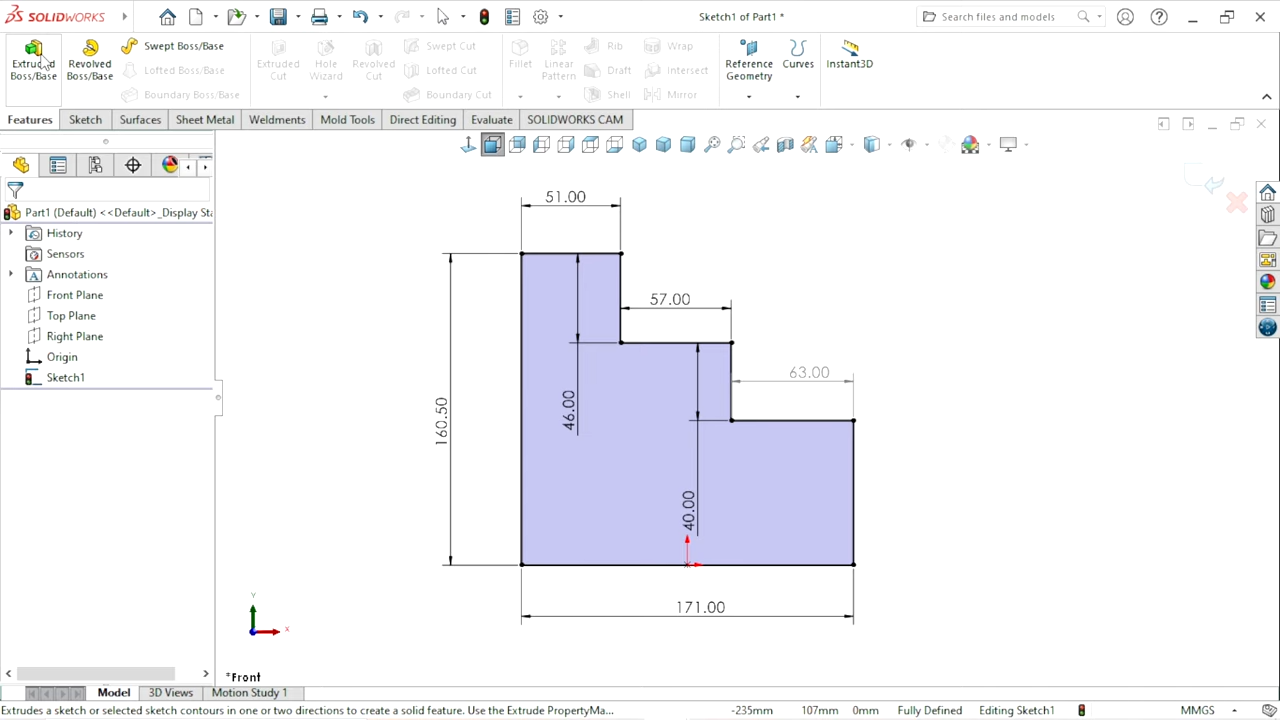 SOLIDWORKS
Sketch1 of Part1 *
Search files and models
Extruded Boss/Base
Revolved Boss/Base
Swept Boss/Base
Lofted Boss/Base
Boundary Boss/Base
Extruded Cut
Hole Wizard
Revolved Cut
Swept Cut
Lofted Cut
Boundary Cut
Fillet
Linear Pattern
Rib
Draft
Shell
Wrap
Intersect
Mirror
Reference Geometry
Curves
Instant3D
Features
Sketch
Surfaces
Sheet Metal
Weldments
Mold Tools
Direct Editing
Evaluate
SOLIDWORKS CAM
Part1 (Default) <<Default>_Display Sta
History
Sensors
Annotations
Front Plane
Top Plane
Right Plane
Origin
Sketch1
51.00
57.00
63.00
46.00
160.50
40.00
171.00
Y
X
*Front
Model
3D Views
Motion Study 1
Extrudes a sketch or selected sketch contours in one or two directions to create a solid feature. Use the Extrude PropertyMa...
-235mm
107mm
0mm
Fully Defined
Editing Sketch1
MMGS